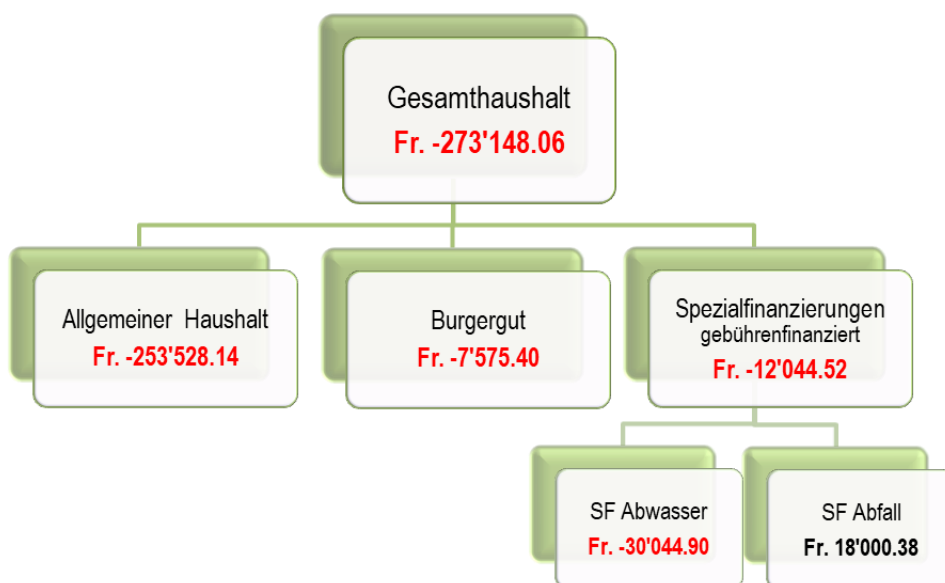 Gesamthaushalt
Fr. -273'148.06
Allgemeiner Haushalt
Fr. -253'528.14
Burgergut
Fr. -7'575.40
Spezialfinanzierungen
gebührenfinanziert
Fr. -12'044.52
SF Abwasser
Fr. -30'044.90
SF Abfall
Fr. 18'000.38